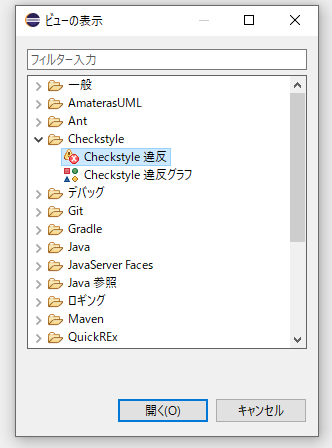 ビューの表示
フィルター入力
一般
AmaterasUML
Ant
Checkstyle
Checkstyle 違反
Checkstyle 違反グラフ
デバッグ
Git
Gradle
Java
JavaServer Faces
Java 参照
ロギング
Maven
QuickREx
開く(O)
キャンセル